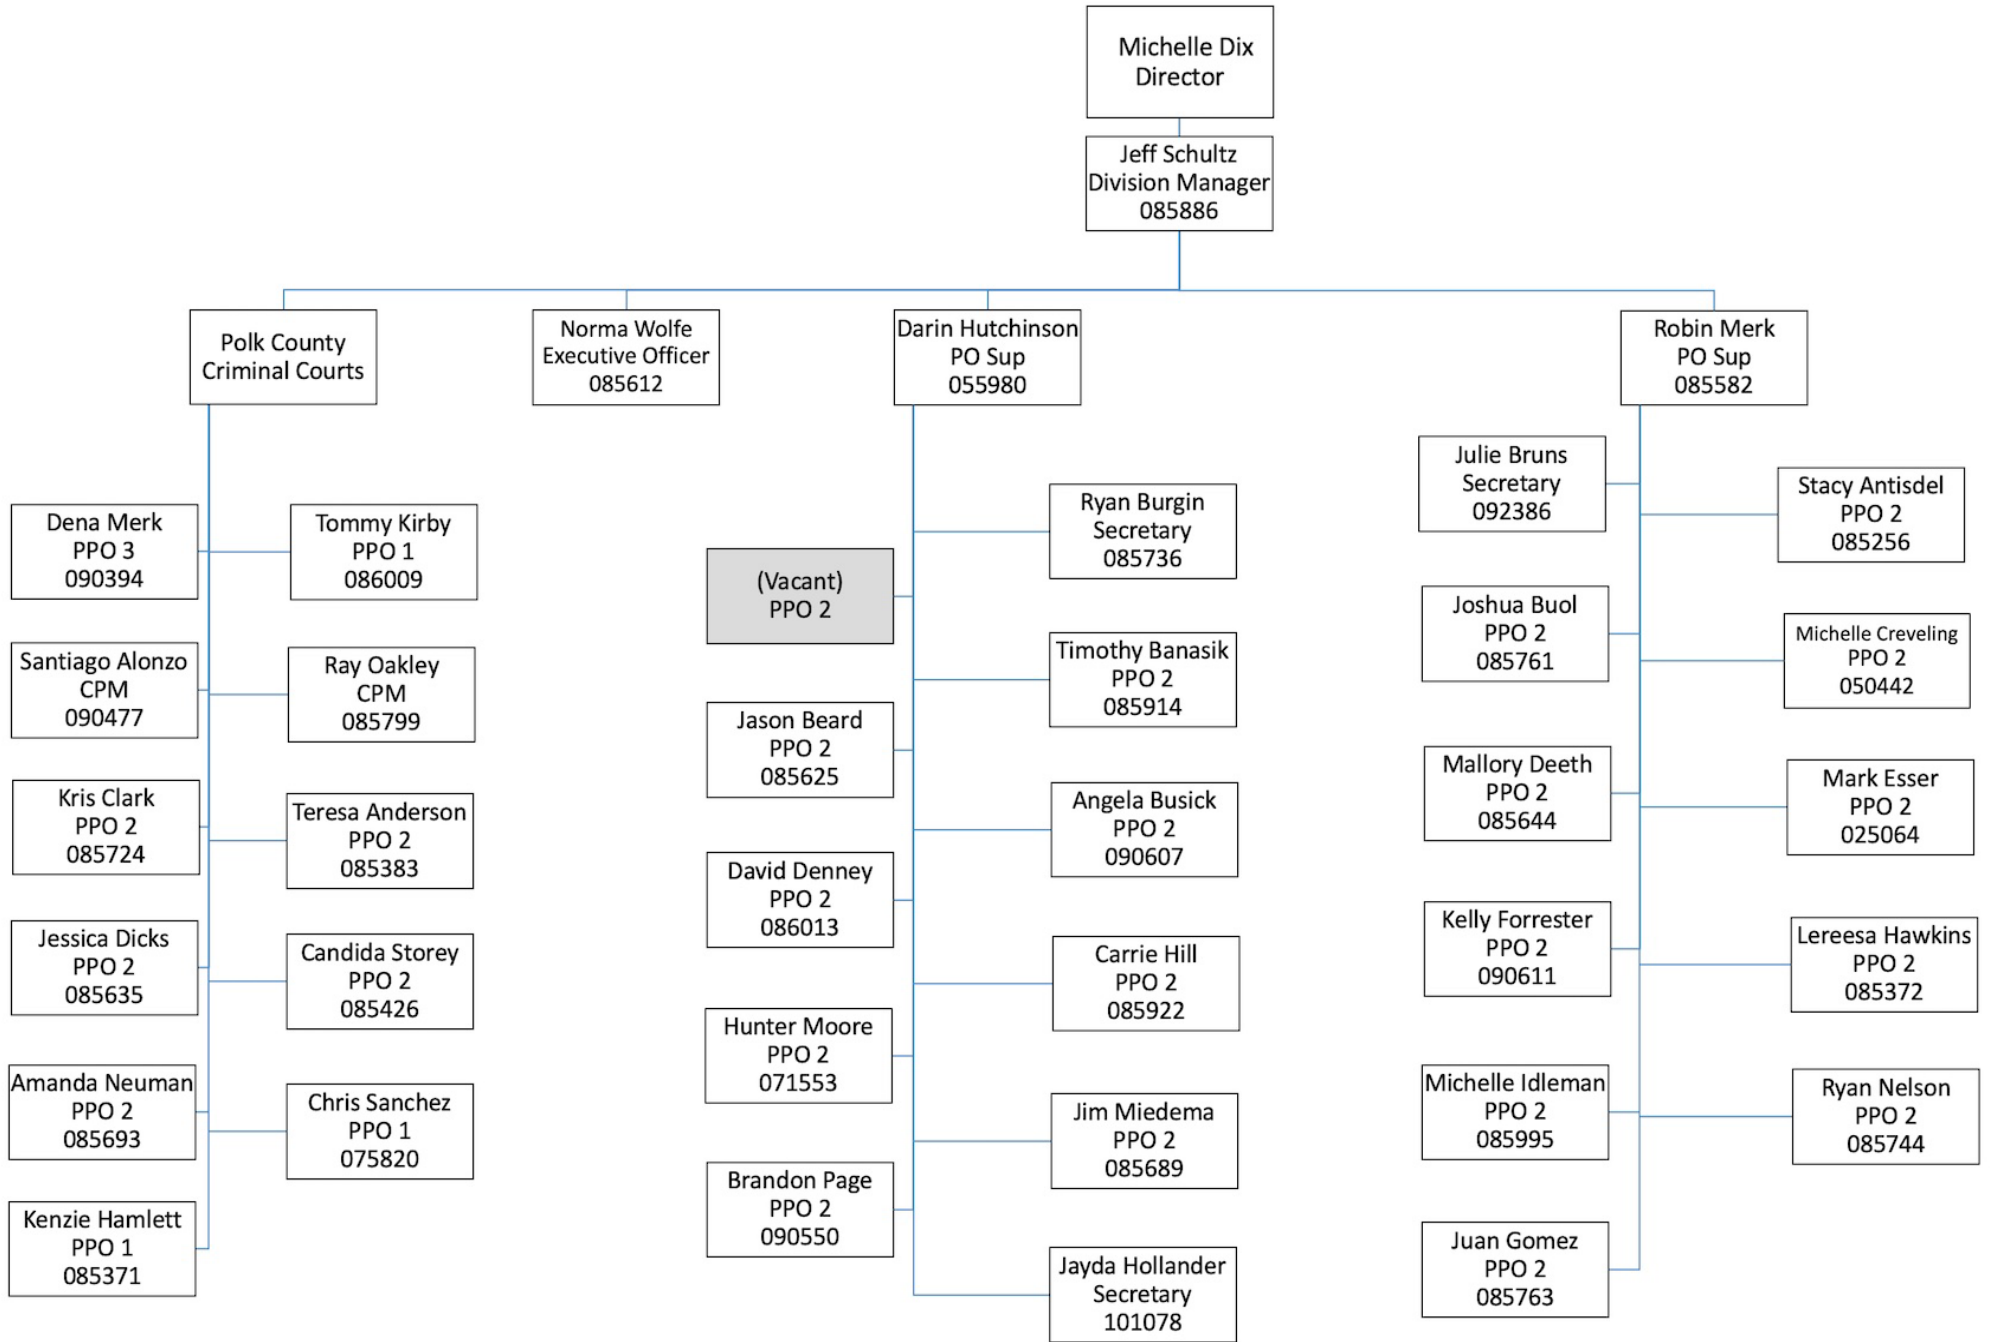 Michelle Dix
Director
Jeff Schultz
Division Manager
085886
Polk County
Criminal Courts
Norma Wolfe
Executive Officer
085612
Darin Hutchinson
PO Sup
055980
Robin Merk
PO Sup
085582
Dena Merk
PPO 3
090394
Tommy Kirby
PPO 1
086009
Santiago Alonzo
CPM
090477
Ray Oakley
CPM
085799
Kris Clark
PPO 2
085724
Teresa Anderson
PPO 2
085383
Jessica Dicks
PPO 2
085635
Candida Storey
PPO 2
085426
Amanda Neuman
PPO 2
085693
Chris Sanchez
PPO 1
075820
Kenzie Hamlett
PPO 1
085371
Ryan Burgin
Secretary
085736
(Vacant)
PPO 2
Timothy Banasik
PPO 2
085914
Jason Beard
PPO 2
085625
Angela Busick
PPO 2
090607
David Denney
PPO 2
086013
Carrie Hill
PPO 2
085922
Hunter Moore
PPO 2
071553
Jim Miedema
PPO 2
085689
Brandon Page
PPO 2
090550
Jayda Hollander
Secretary
101078
Julie Bruns
Secretary
092386
Stacy Antisdel
PPO 2
085256
Joshua Buol
PPO 2
085761
Michelle Creveling
PPO 2
050442
Mallory Deeth
PPO 2
085644
Mark Esser
PPO 2
025064
Kelly Forrester
PPO 2
090611
Lereesa Hawkins
PPO 2
085372
Michelle Idleman
PPO 2
085995
Ryan Nelson
PPO 2
085744
Juan Gomez
PPO 2
085763